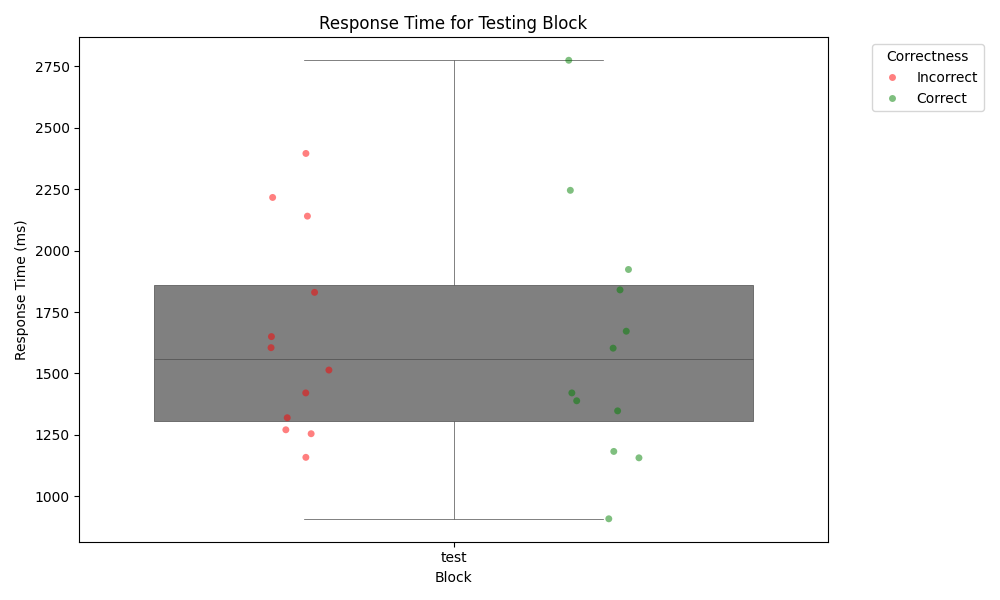 Response Time for Testing Block
Correctness
Incorrect
Correct
2750
2500
2250
2000
1750
1500
1250
1000
Response Time (ms)
test
Block